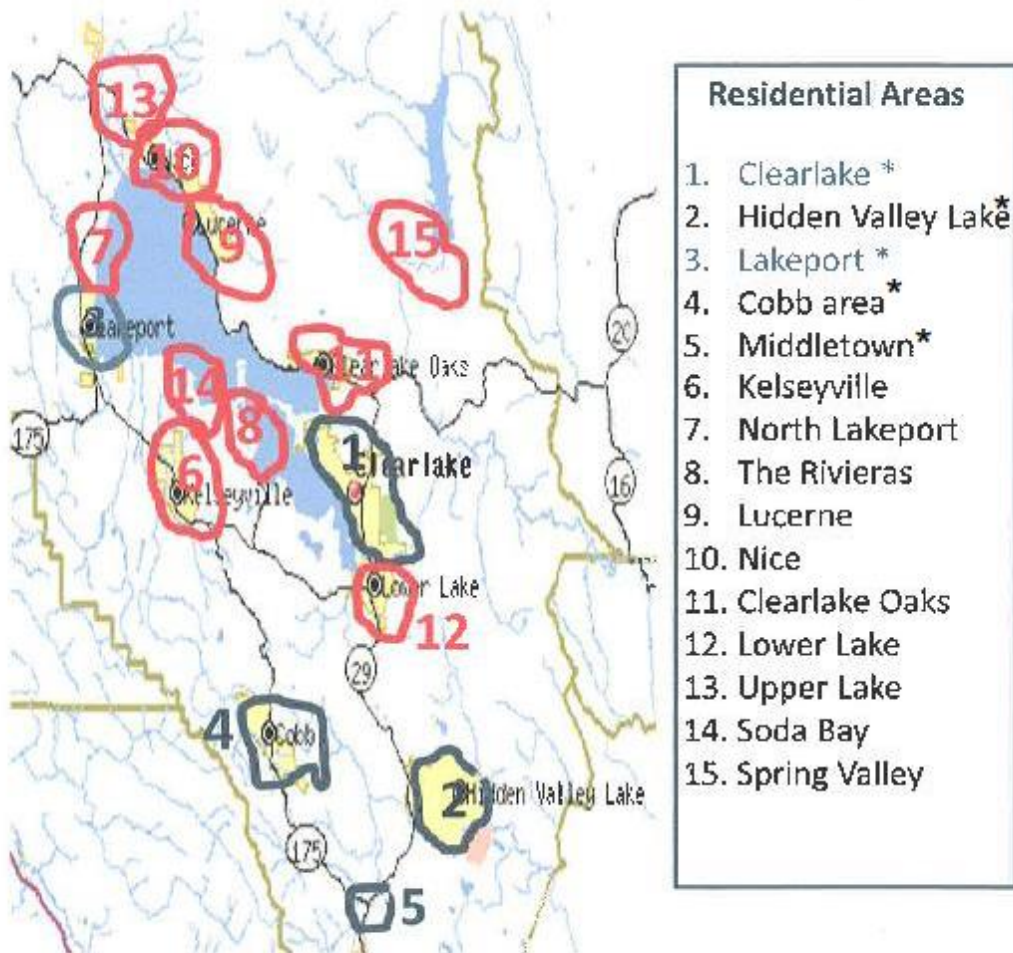 13
10
Lucerne
9
7
15
Lakeport
20
14
Clearlake Oaks
8
175
1
Clearlake
16
6
Kelseyville
Lower Lake
12
29
4
Cobb
2
Hidden Valley Lake
175
5
Residential Areas
1. Clearlake *
2. Hidden Valley Lake*
3. Lakeport *
4. Cobb area*
5. Middletown*
6. Kelseyville
7. North Lakeport
8. The Rivieras
9. Lucerne
10. Nice
11. Clearlake Oaks
12. Lower Lake
13. Upper Lake
14. Soda Bay
15. Spring Valley